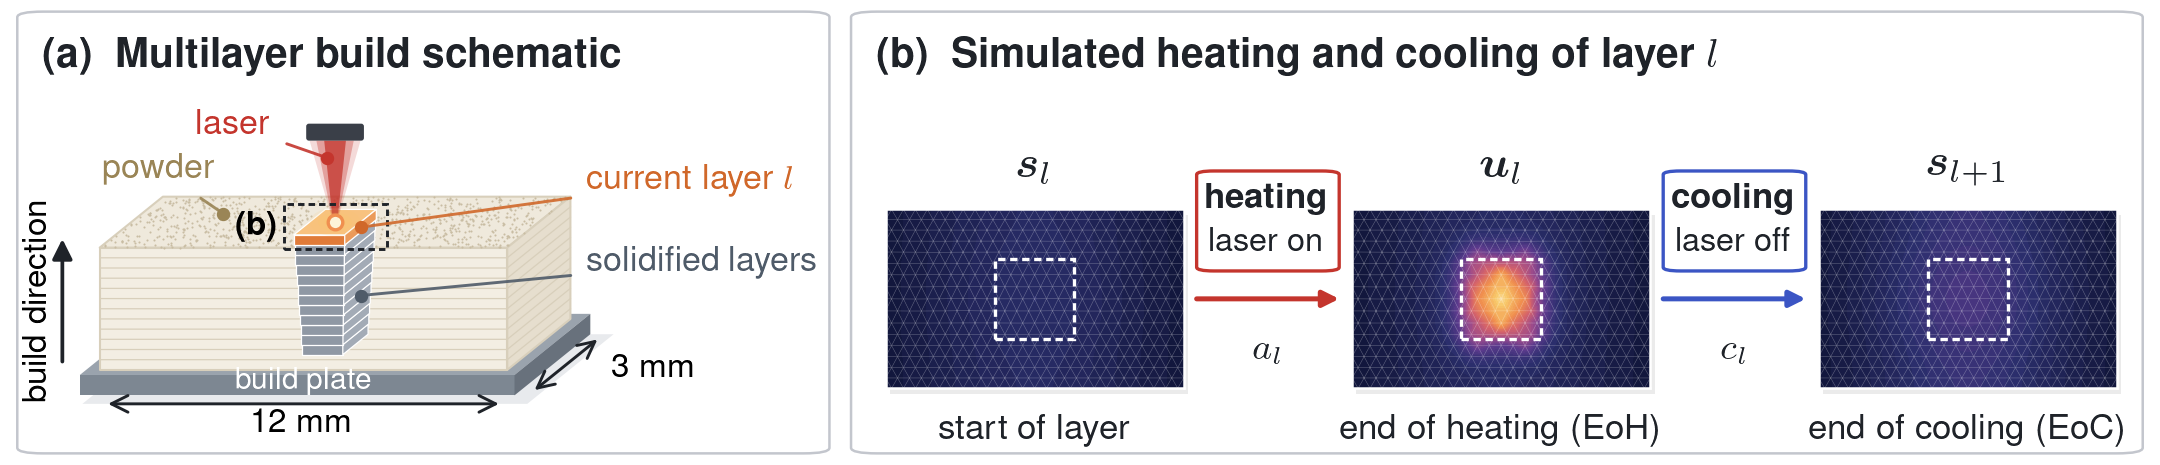 (a) Multilayer build schematic
laser
powder
current layer l
(b)
solidified layers
build direction
build plate
3 mm
12 mm
(b) Simulated heating and cooling of layer l
s_l
heating
laser on
a_l
u_l
cooling
laser off
c_l
s_{l+1}
start of layer
end of heating (EoH)
end of cooling (EoC)